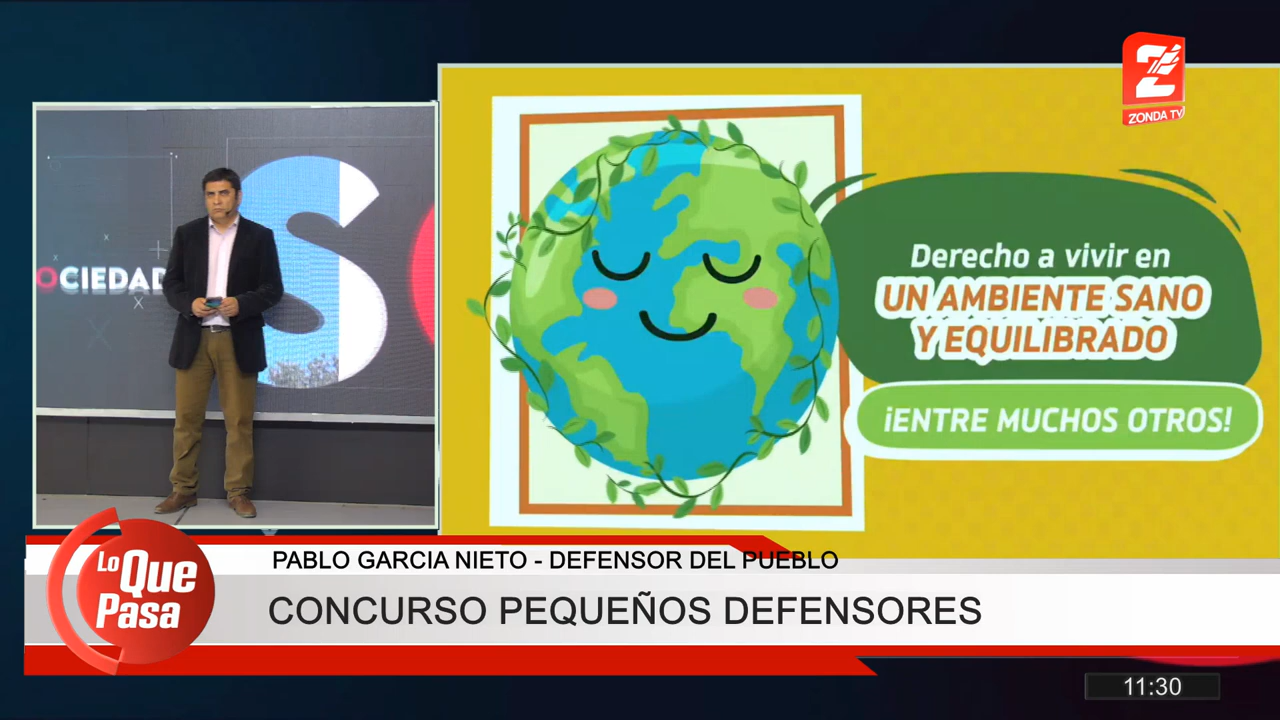 ZONDA TV
OCIEDAD
S
Derecho a vivir en
UN AMBIENTE SANO
Y EQUILIBRADO
¡ENTRE MUCHOS OTROS!
Lo
Que
Pasa
PABLO GARCIA NIETO - DEFENSOR DEL PUEBLO
CONCURSO PEQUEÑOS DEFENSORES
11:30